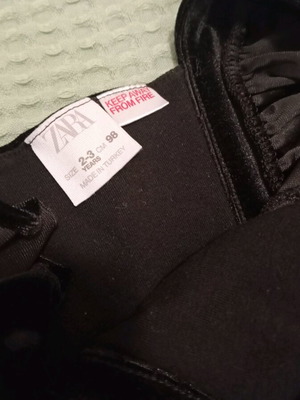 ZARA
SIZE 2-3 YEARS CM 98
MADE IN TURKEY
KEEP AWAY
FROM FIRE